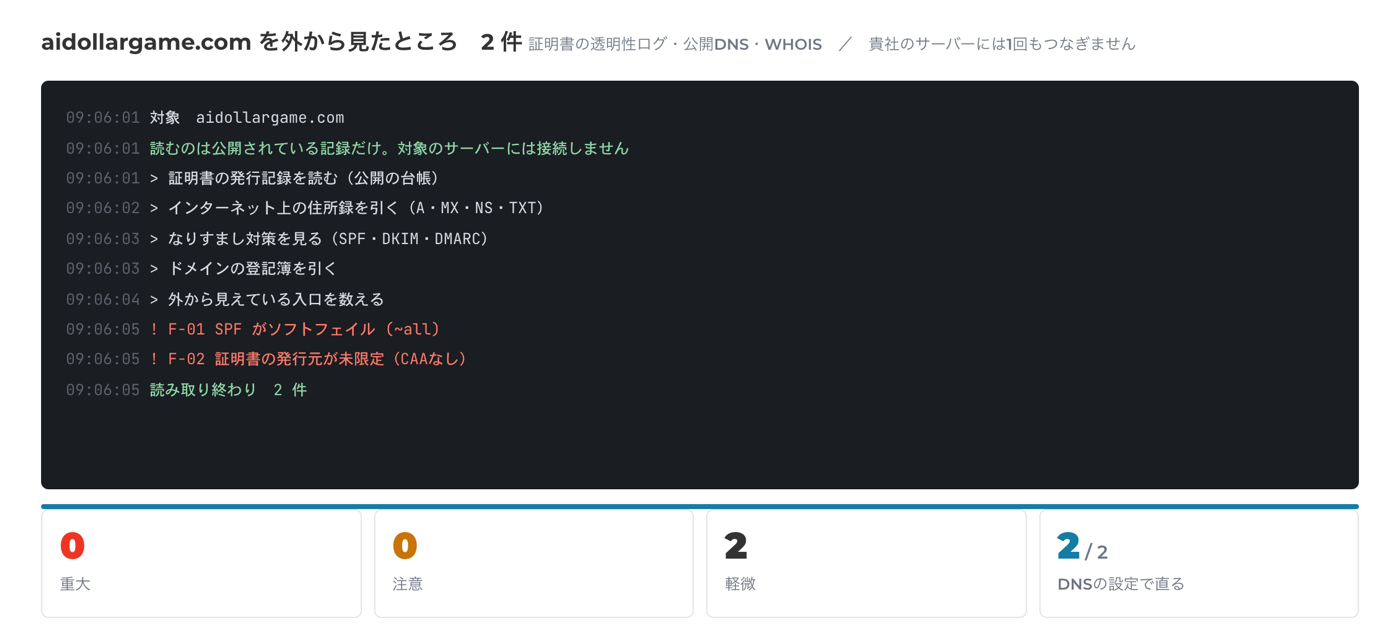 aidollargame.com を外から見たところ　2 件 証明書の透明性ログ・公開DNS・WHOIS　／　貴社のサーバーには1回もつなぎません
09:06:01 対象　aidollargame.com
09:06:01 読むのは公開されている記録だけ。対象のサーバーには接続しません
09:06:01 > 証明書の発行記録を読む（公開の台帳）
09:06:02 > インターネット上の住所録を引く（A・MX・NS・TXT）
09:06:03 > なりすまし対策を見る（SPF・DKIM・DMARC）
09:06:03 > ドメインの登記簿を引く
09:06:04 > 外から見えている入口を数える
09:06:05 ! F-01 SPF がソフトフェイル（~all）
09:06:05 ! F-02 証明書の発行元が未限定（CAAなし）
09:06:05 読み取り終わり　2 件
0
重大
0
注意
2
軽微
2 / 2
DNSの設定で直る